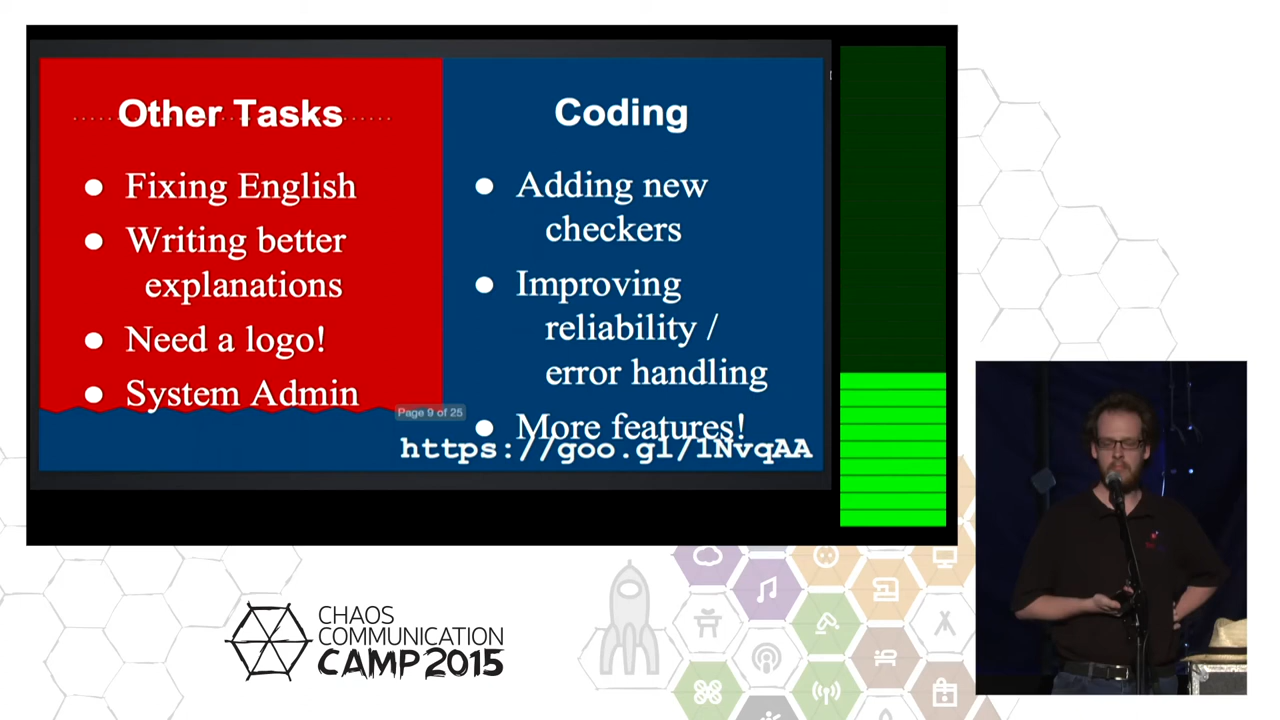 Other Tasks
● Fixing English
● Writing better
explanations
● Need a logo!
● System Admin
Coding
● Adding new
checkers
● Improving
reliability /
error handling
● More features!
Page 9 of 25
https://goo.gl/1NvqAA
CHAOS
COMMUNICATION
CAMP 2015